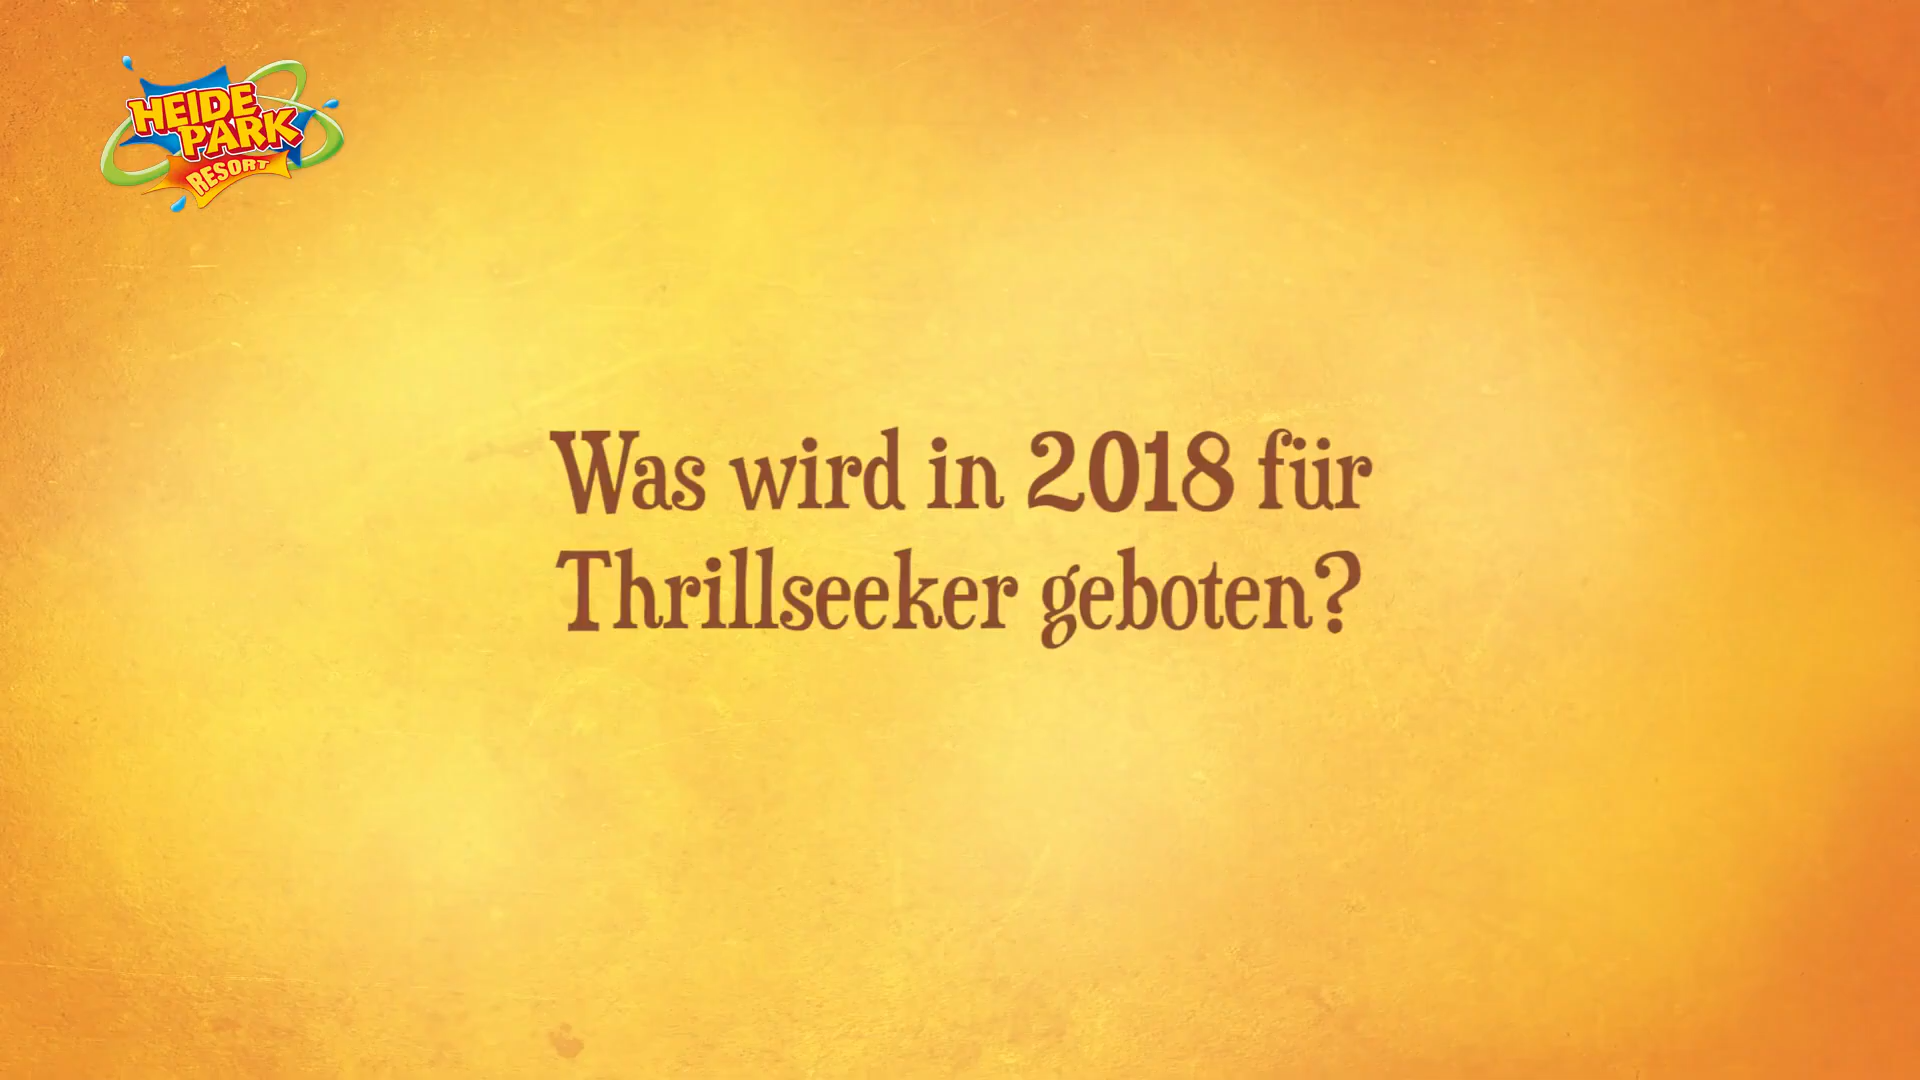 HEIDE
PARK
RESORT
Was wird in 2018 für
Thrillseeker geboten?